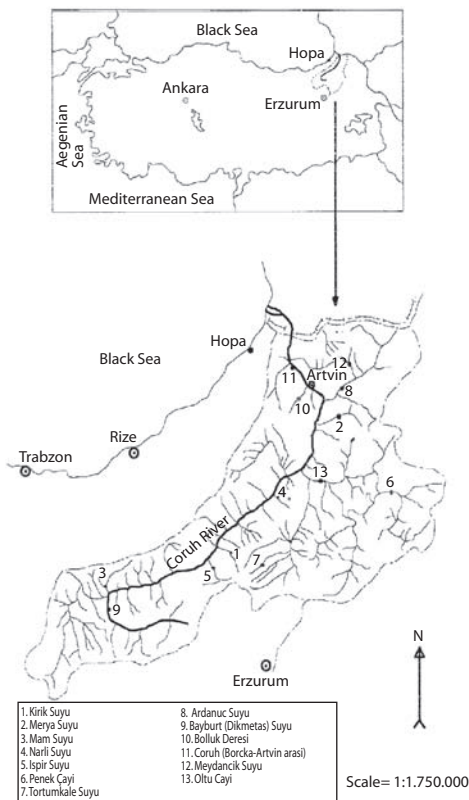 Black Sea
Hopa
Ankara
Erzurum
Aegenian
Sea
Mediterranean Sea
Hopa
Black Sea
12
Artvin
11
8
10
2
Rize
Trabzon
13
6
4
Coruh River
1
7
5
3
9
N
Erzurum
1. Kirik Suyu
2. Merya Suyu
3. Mam Suyu
4. Narli Suyu
5. Ispir Suyu
6. Penek Çayi
7. Tortumkale Suyu
8. Ardanuc Suyu
9. Bayburt (Dikmetas) Suyu
10. Bolluk Deresi
11. Coruh (Borcka-Artvin arasi)
12. Meydancik Suyu
13. Oltu Cayi
Scale= 1:1.750.000